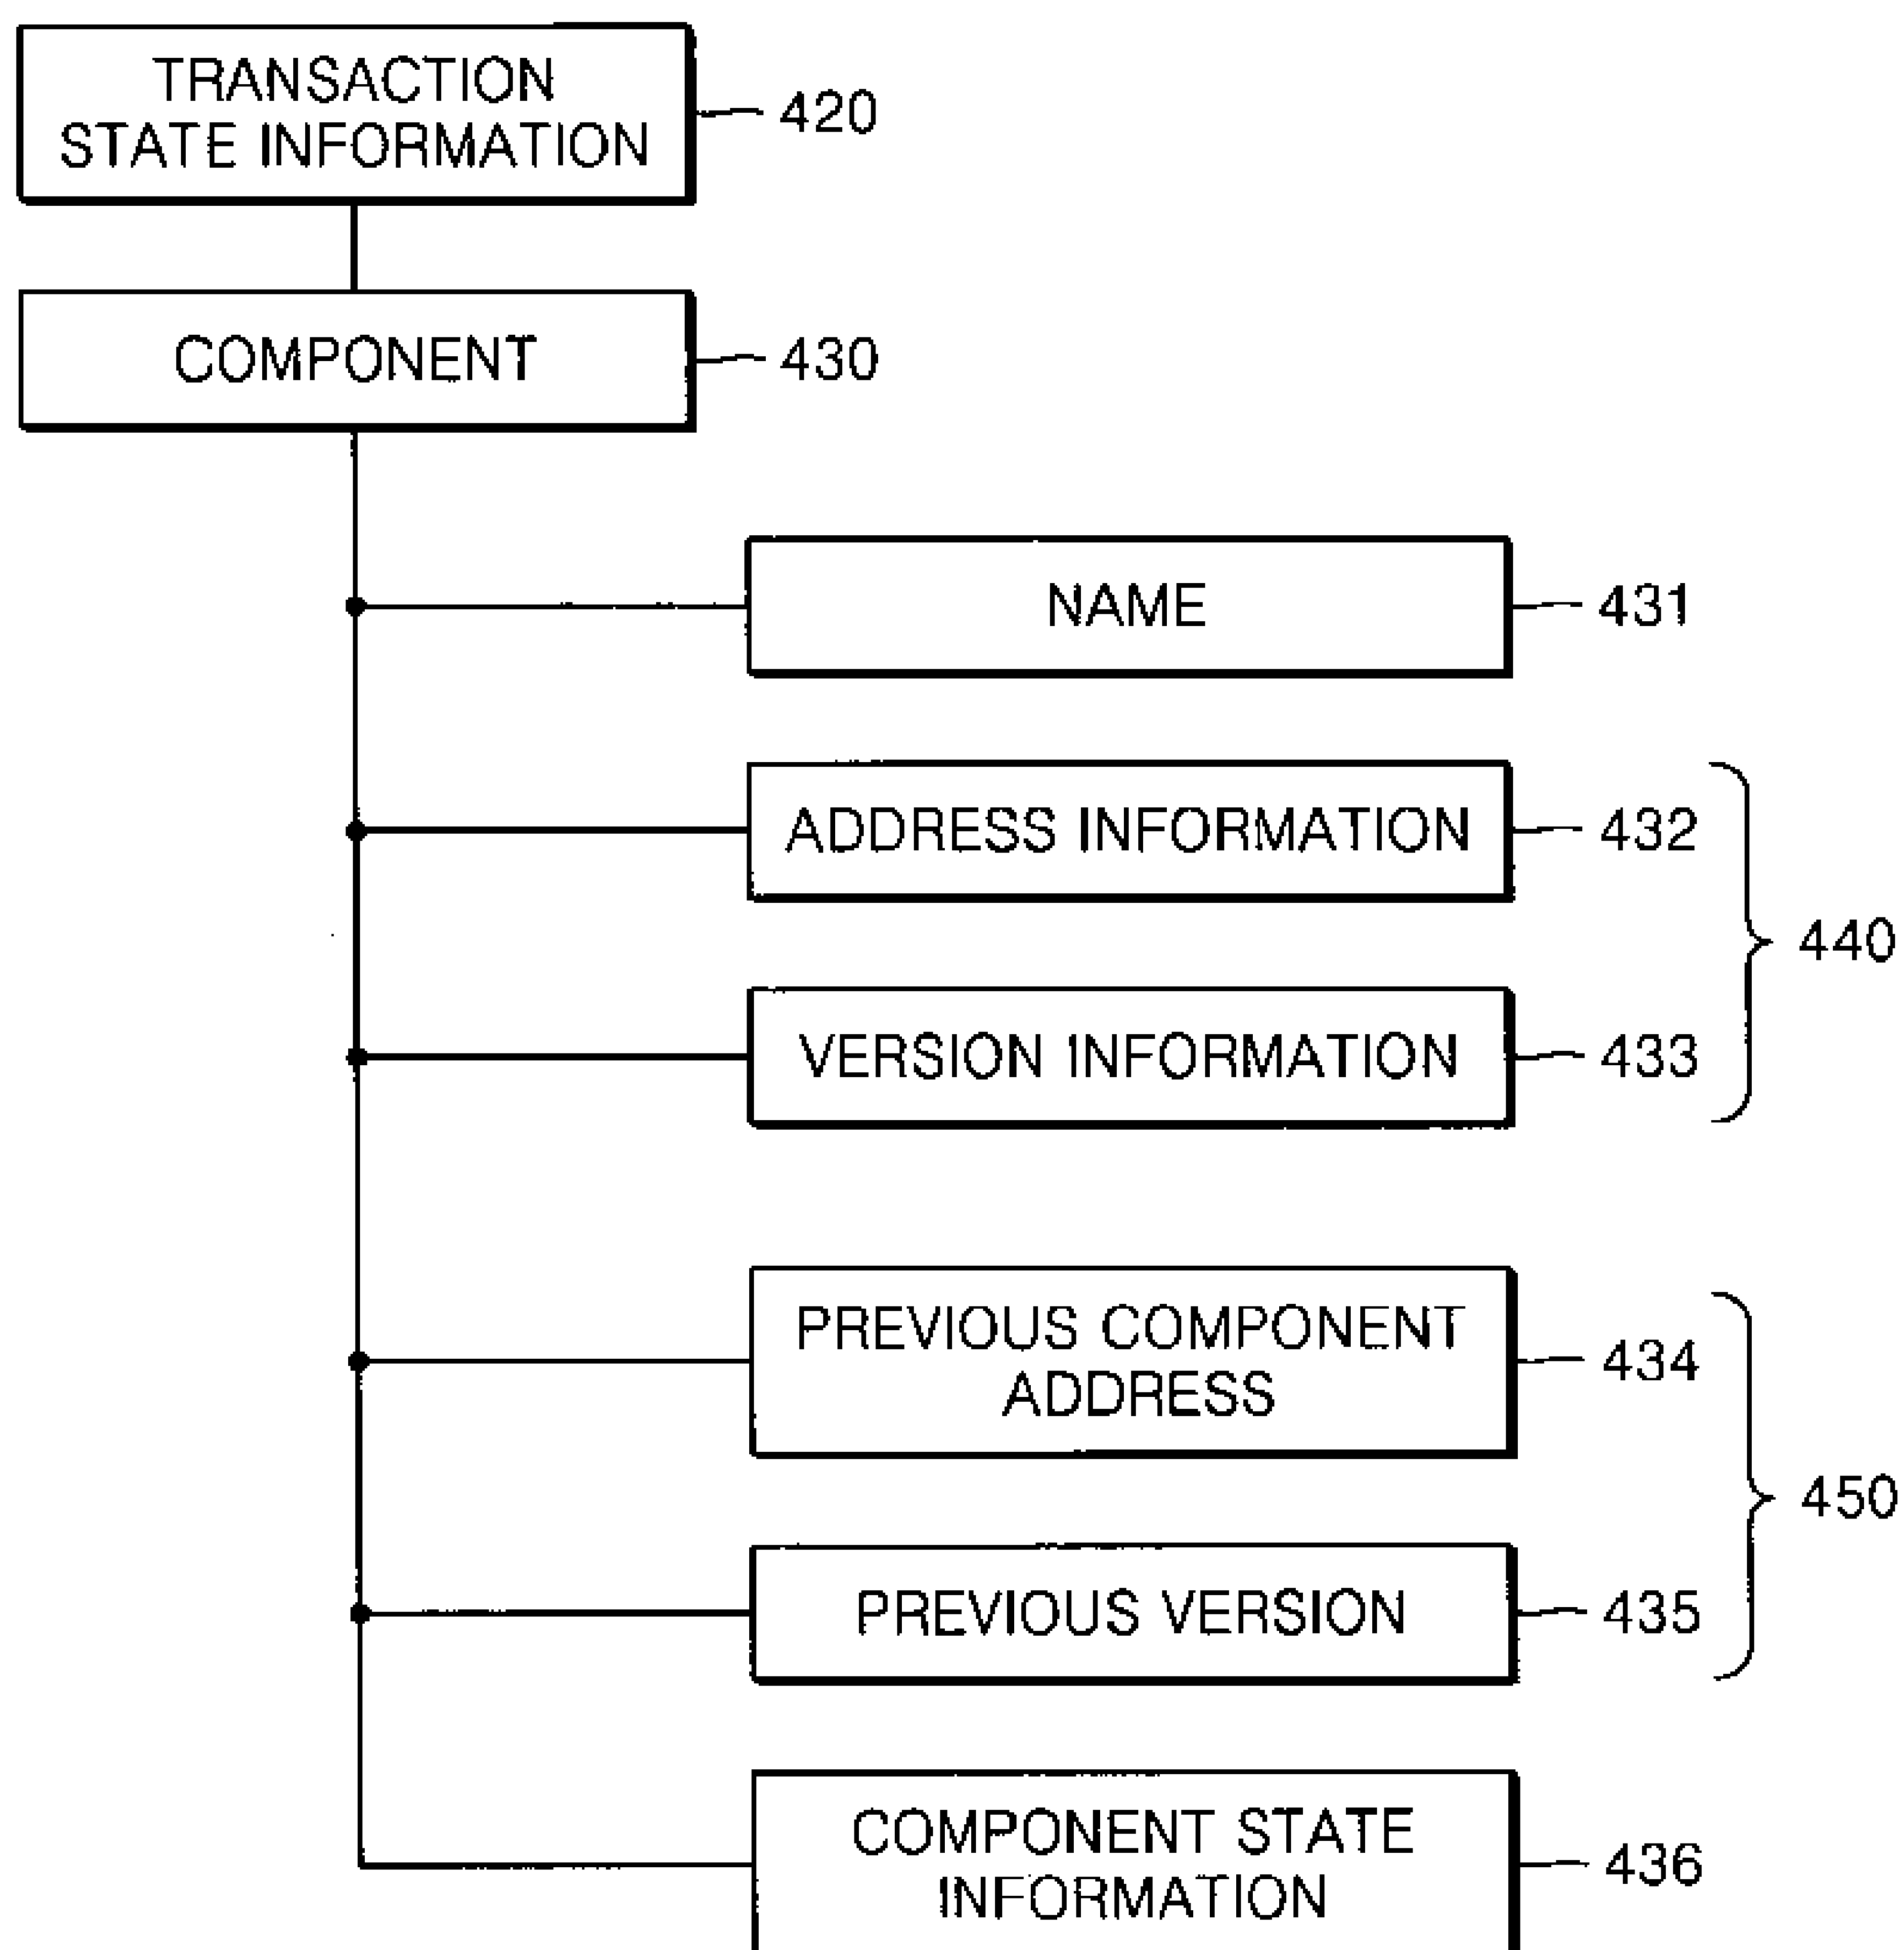 TRANSACTION
STATE INFORMATION
420
COMPONENT
430
NAME
431
ADDRESS INFORMATION
432
440
VERSION INFORMATION
433
PREVIOUS COMPONENT
ADDRESS
434
450
PREVIOUS VERSION
435
COMPONENT STATE
INFORMATION
436